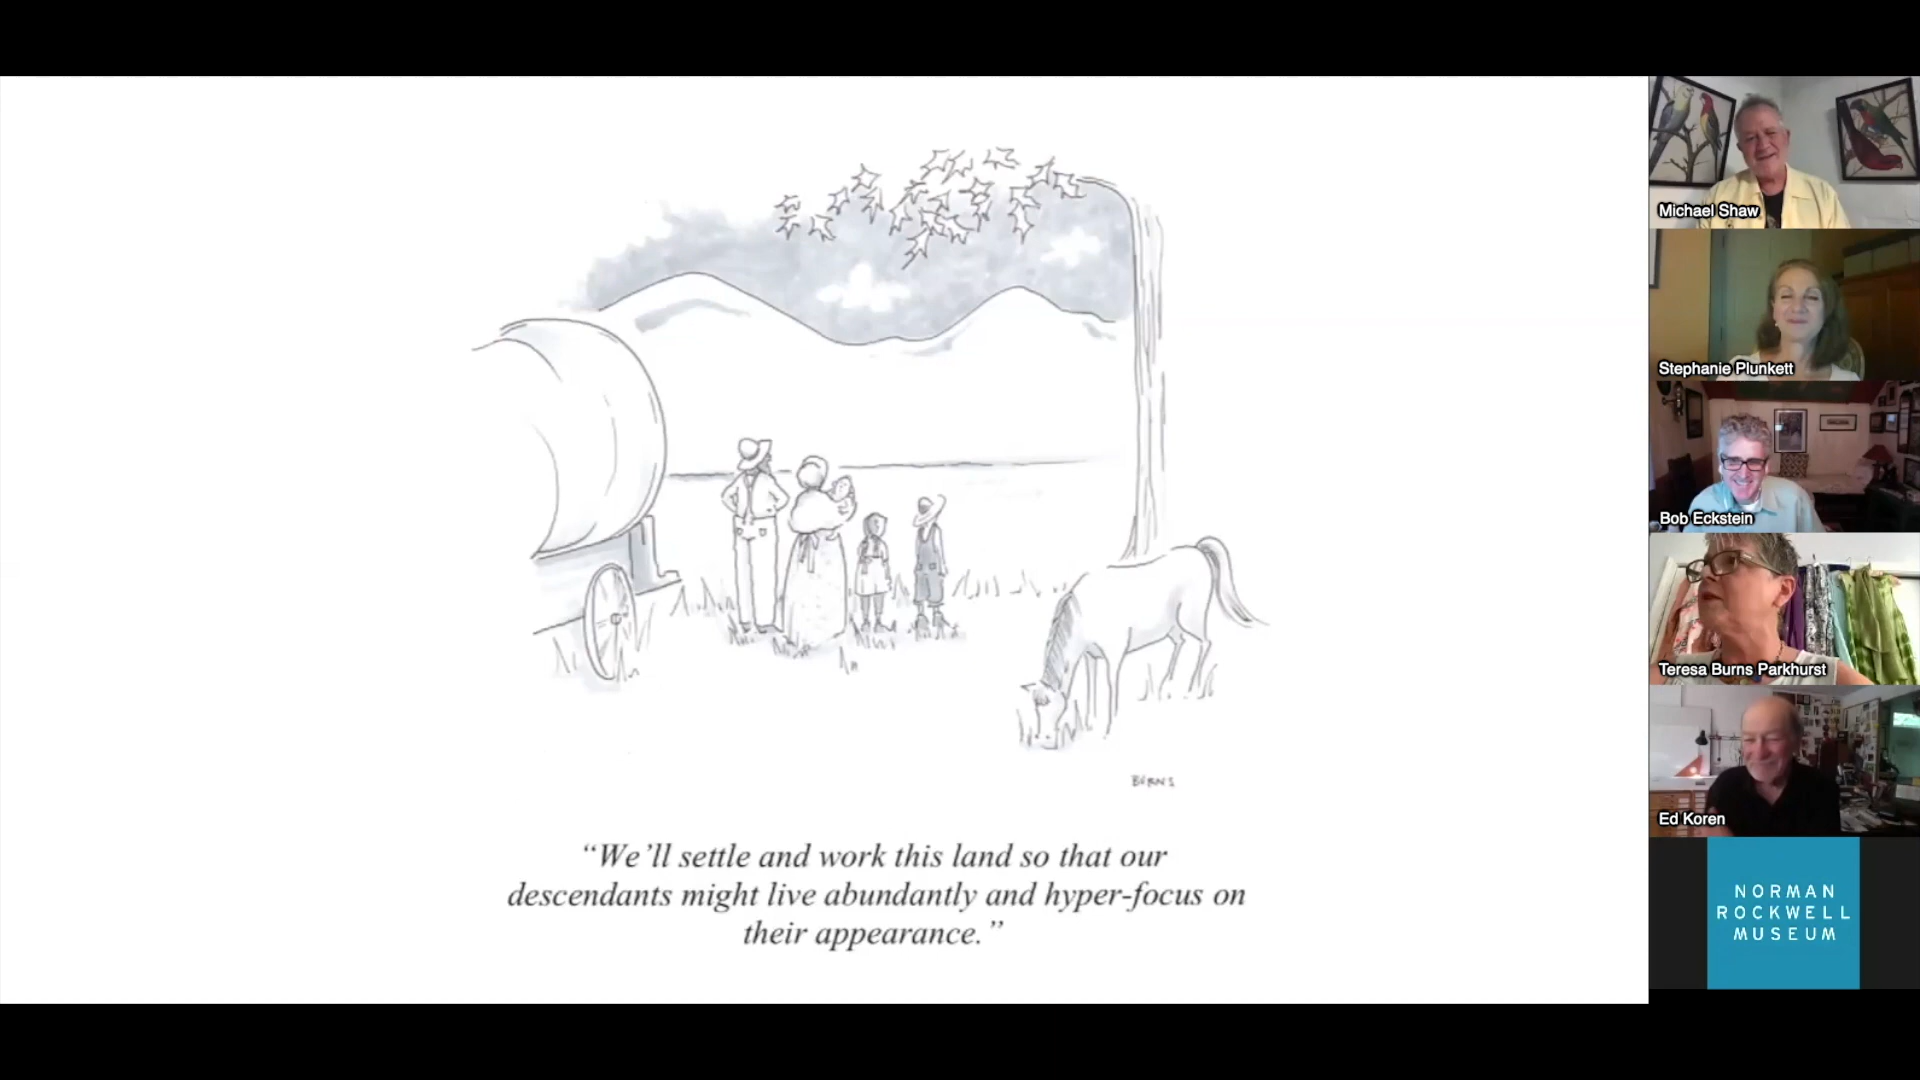 BURNS
“We’ll settle and work this land so that our
descendants might live abundantly and hyper-focus on
their appearance.”
Michael Shaw
Stephanie Plunkett
Bob Eckstein
Teresa Burns Parkhurst
Ed Koren
NORMAN
ROCKWELL
MUSEUM